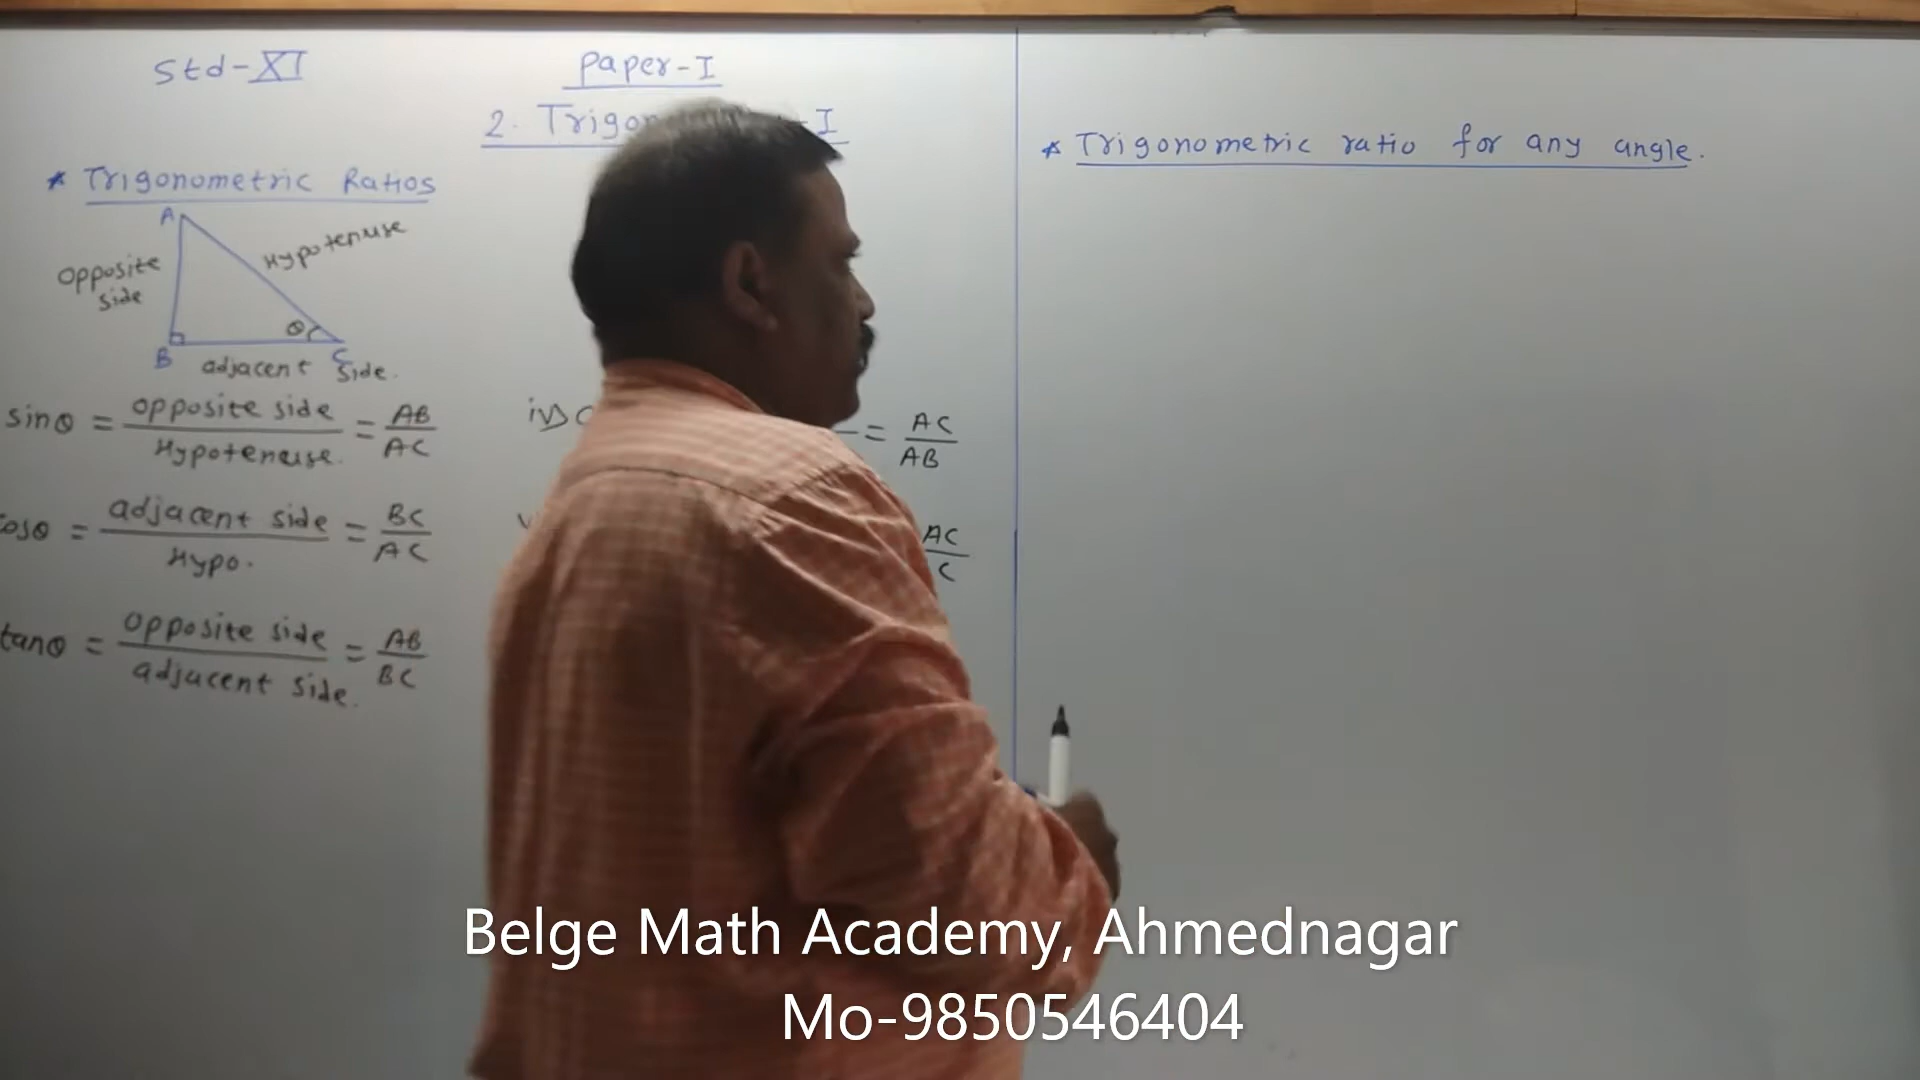 Std-XI
Paper-I
2. Trigo -I
* Trigonometric Ratios
A
Hypotenuse
Opposite
side
θ
B
C
adjacent side.
sinθ = opposite side / Hypotenuse. = AB / AC
cosθ = adjacent side / Hypo. = BC / AC
tanθ = opposite side / adjacent side. = AB / BC
iv) = AC / AB
AC / C
* Trigonometric ratio for any angle.
Belge Math Academy, Ahmednagar
Mo-9850546404